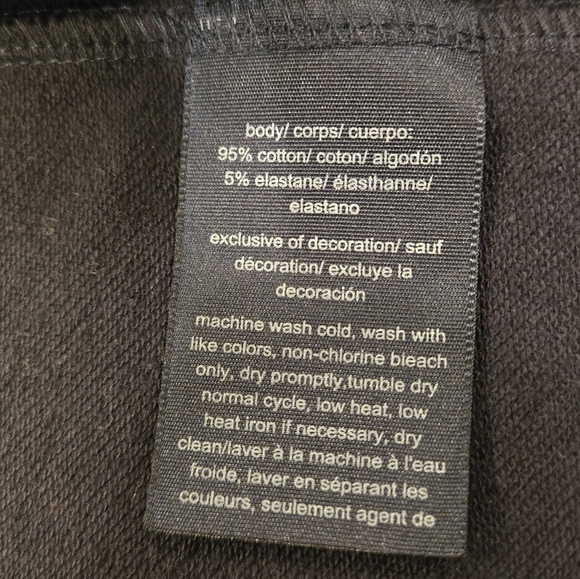 body/ corps/ cuerpo:
95% cotton/ coton/ algodón
5% elastane/ élasthanne/
elastano
exclusive of decoration/ sauf
décoration/ excluye la
decoración
machine wash cold, wash with
like colors, non-chlorine bleach
only, dry promptly,tumble dry
normal cycle, low heat, low
heat iron if necessary, dry
clean/laver à la machine à l'eau
froide, laver en séparant les
couleurs, seulement agent de